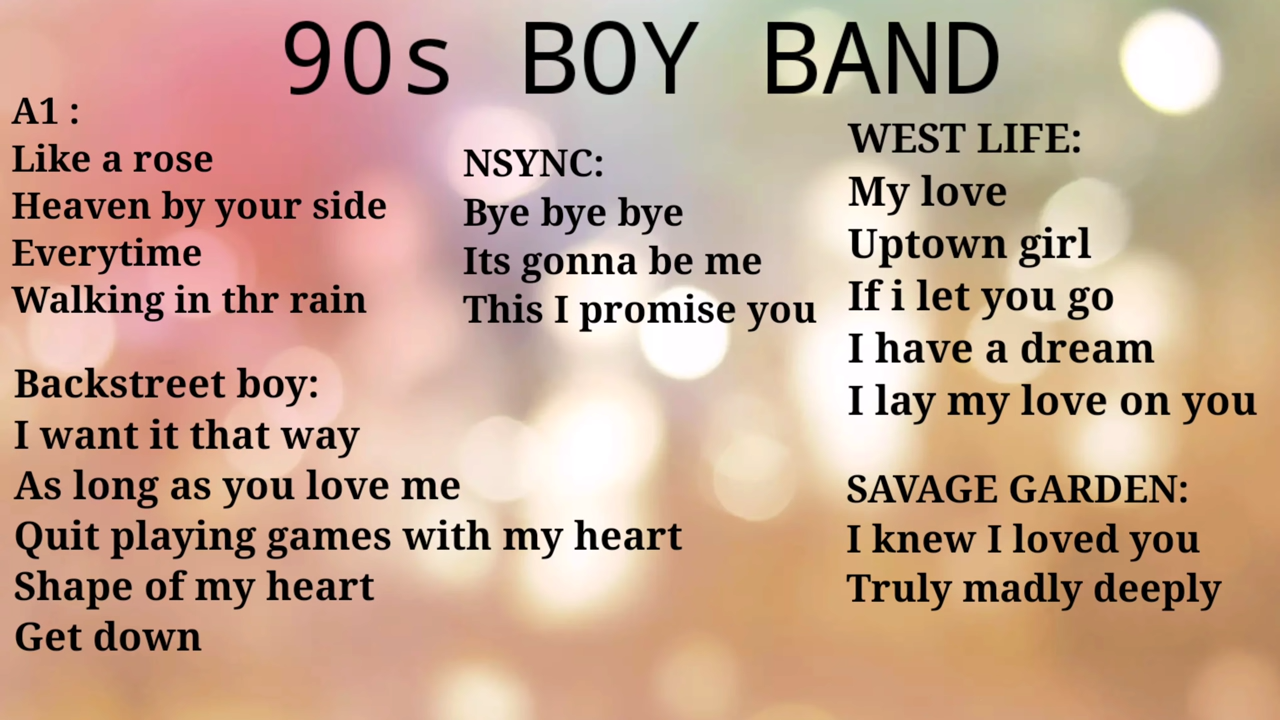 90s BOY BAND
A1 :
Like a rose
Heaven by your side
Everytime
Walking in thr rain
Backstreet boy:
I want it that way
As long as you love me
Quit playing games with my heart
Shape of my heart
Get down
NSYNC:
Bye bye bye
Its gonna be me
This I promise you
WEST LIFE:
My love
Uptown girl
If i let you go
I have a dream
I lay my love on you
SAVAGE GARDEN:
I knew I loved you
Truly madly deeply